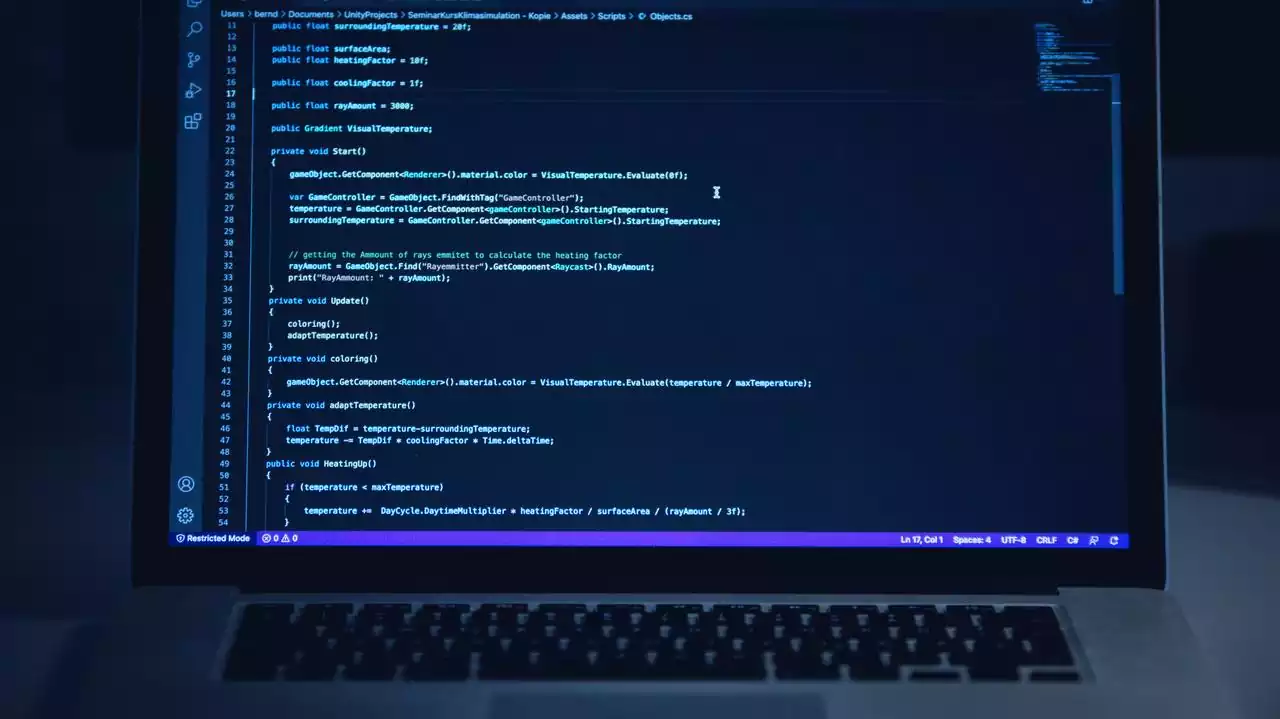 Users > bernd > Documents > UnityProjects > SeminarKursKlimasimulation - Kopie > Assets > Scripts > Objects.cs
11 public float surroundingTemperature = 20f;
12
13 public float surfaceArea;
14 public float heatingFactor = 10f;
15
16 public float coolingFactor = 1f;
17
18 public float rayAmount = 3000;
19
20 public Gradient VisualTemperature;
21
22 private void Start()
23 {
24 gameObject.GetComponent<Renderer>().material.color = VisualTemperature.Evaluate(0f);
25
26 var GameController = GameObject.FindWithTag("GameController");
27 temperature = GameController.GetComponent<gameController>().StartingTemperature;
28 surroundingTemperature = GameController.GetComponent<gameController>().StartingTemperature;
29
30
31 // getting the Ammount of rays emmitet to calculate the heating factor
32 rayAmount = GameObject.Find("Rayemmitter").GetComponent<Raycast>().RayAmount;
33 print("RayAmmount: " + rayAmount);
34 }
35 private void Update()
36 {
37 coloring();
38 adaptTemperature();
39 }
40 private void coloring()
41 {
42 gameObject.GetComponent<Renderer>().material.color = VisualTemperature.Evaluate(temperature / maxTemperature);
43 }
44 private void adaptTemperature()
45 {
46 float TempDif = temperature-surroundingTemperature;
47 temperature -= TempDif * coolingFactor * Time.deltaTime;
48 }
49 public void HeatingUp()
50 {
51 if (temperature < maxTemperature)
52 {
53 temperature += DayCycle.DaytimeMultiplier * heatingFactor / surfaceArea / (rayAmount / 3f);
54 }
Restricted Mode 0 0 Ln 17, Col 1 Spaces: 4 UTF-8 CRLF C#